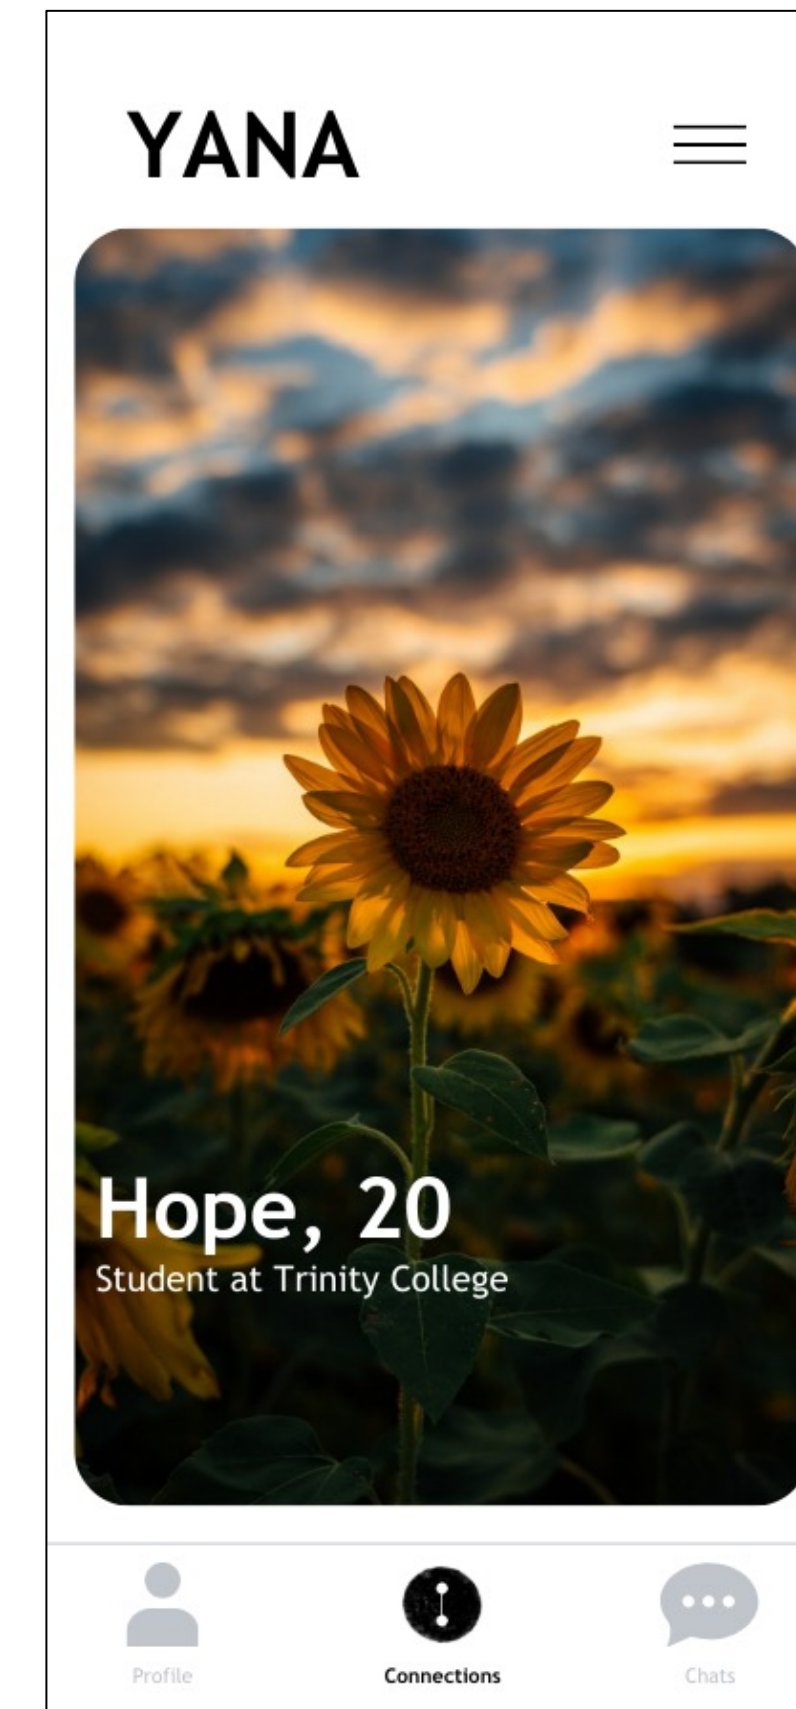 YANA
Hope, 20
Student at Trinity College
Profile
Connections
Chats